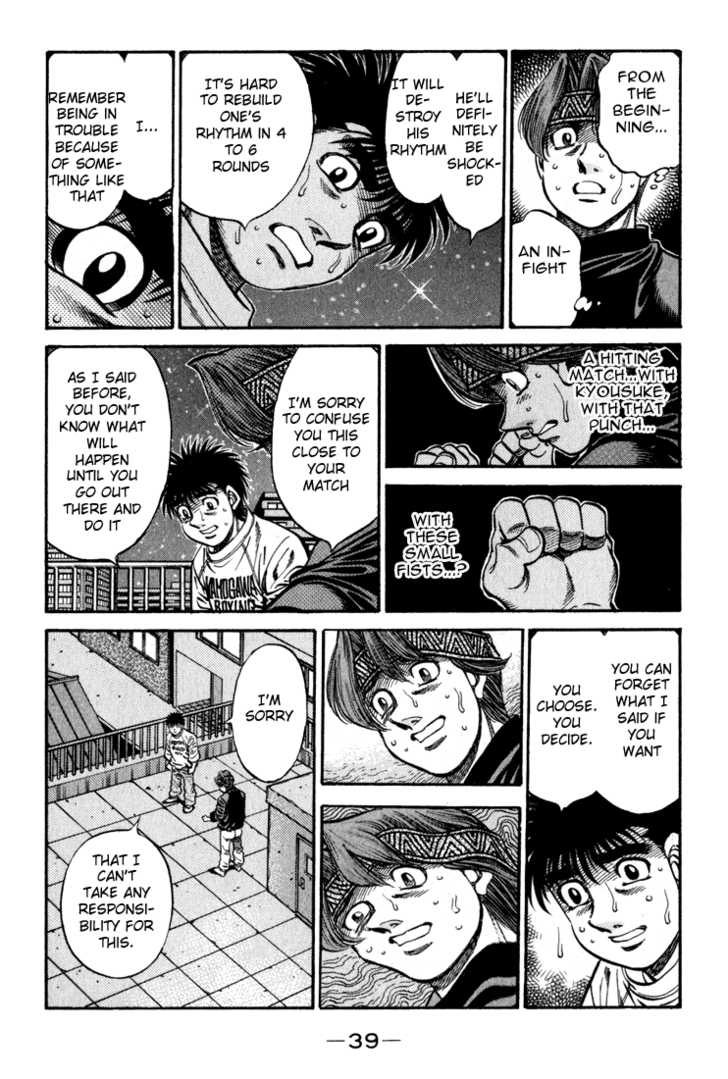 FROM
THE
BEGIN-
NING...
AN IN-
FIGHT
HE'LL
DEFI-
NITELY
BE
SHOCK-
ED
IT WILL
DE-
STROY
HIS
RHYTHM
IT'S HARD
TO REBUILD
ONE'S
RHYTHM IN 4
TO 6
ROUNDS
I...
REMEMBER
BEING IN
TROUBLE
BECAUSE
OF SOME-
THING LIKE
THAT
A HITTING
MATCH...WITH
KYOUSUKE,
WITH THAT
PUNCH...
WITH
THESE
SMALL
FISTS...?
I'M SORRY
TO CONFUSE
YOU THIS
CLOSE TO
YOUR
MATCH
AS I SAID
BEFORE,
YOU DON'T
KNOW WHAT
WILL
HAPPEN
UNTIL YOU
GO OUT
THERE AND
DO IT
KAMOGAWA
BOXING
YOU CAN
FORGET
WHAT I
SAID IF
YOU
WANT
YOU
CHOOSE.
YOU
DECIDE.
I'M
SORRY
THAT I
CAN'T
TAKE ANY
RESPONSI-
BILITY FOR
THIS.
—39—